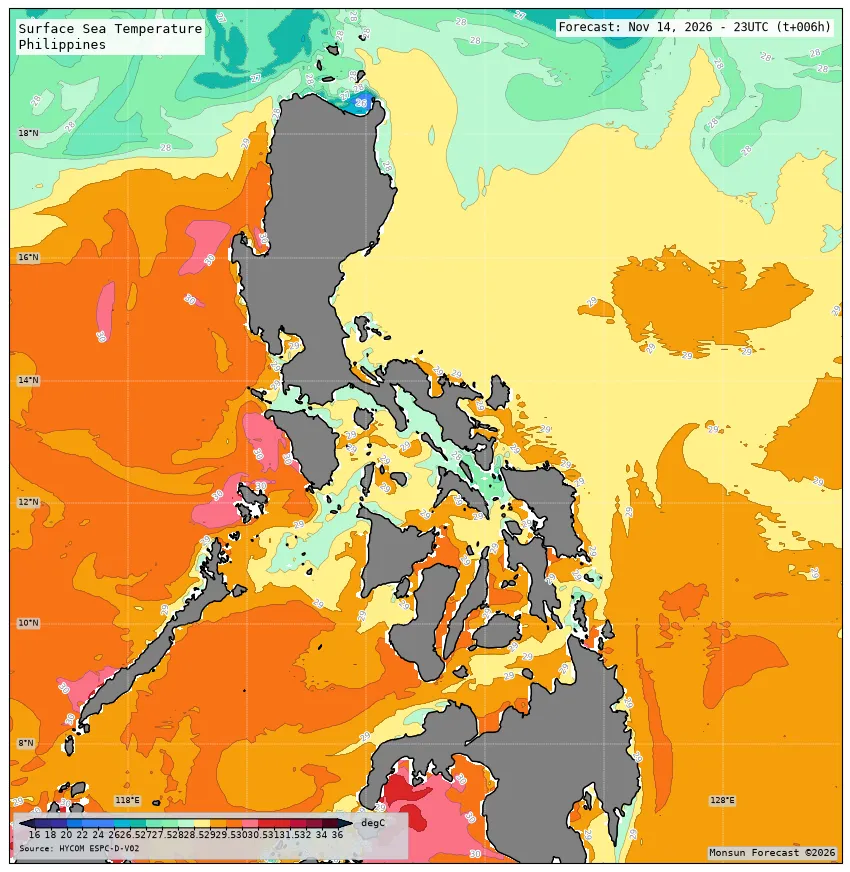 Surface Sea Temperature
Philippines
Forecast: Nov 14, 2026 - 23UTC (t+006h)
18°N
16°N
14°N
12°N
10°N
8°N
118°E
128°E
degC
16 18 20 22 24 26 26.5 27 27.5 28 28.5 29 29.5 30 30.5 31 31.5 32 34 36
Source: HYCOM ESPC-D-V02
Monsun Forecast ©2026